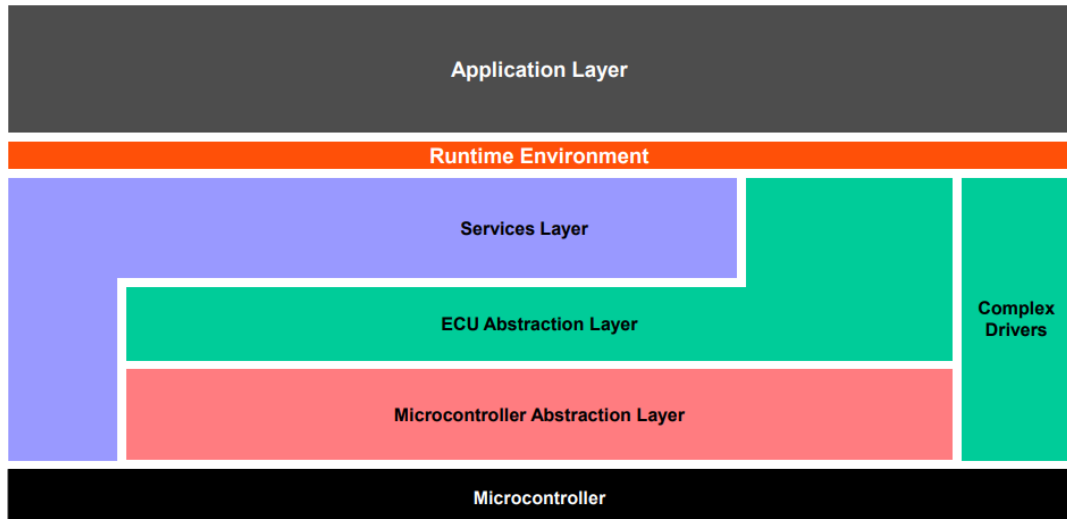 Application Layer
Runtime Environment
Services Layer
ECU Abstraction Layer
Complex
Drivers
Microcontroller Abstraction Layer
Microcontroller